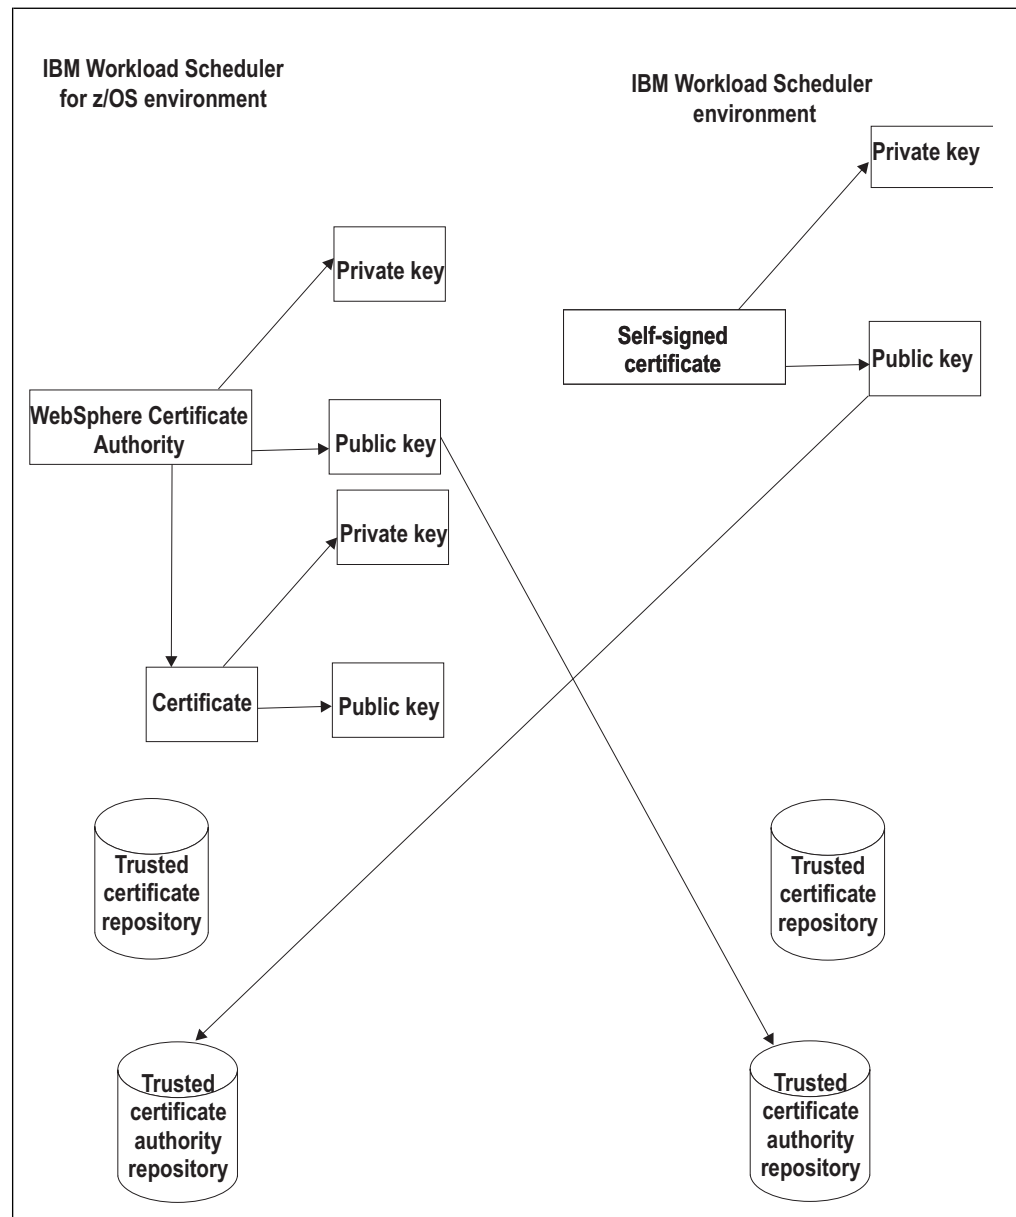 IBM Workload Scheduler
for z/OS environment
IBM Workload Scheduler
environment
Private key
Private key
Self-signed
certificate
Public key
WebSphere Certificate
Authority
Public key
Private key
Certificate
Public key
Trusted
certificate
repository
Trusted
certificate
repository
Trusted
certificate
authority
repository
Trusted
certificate
authority
repository